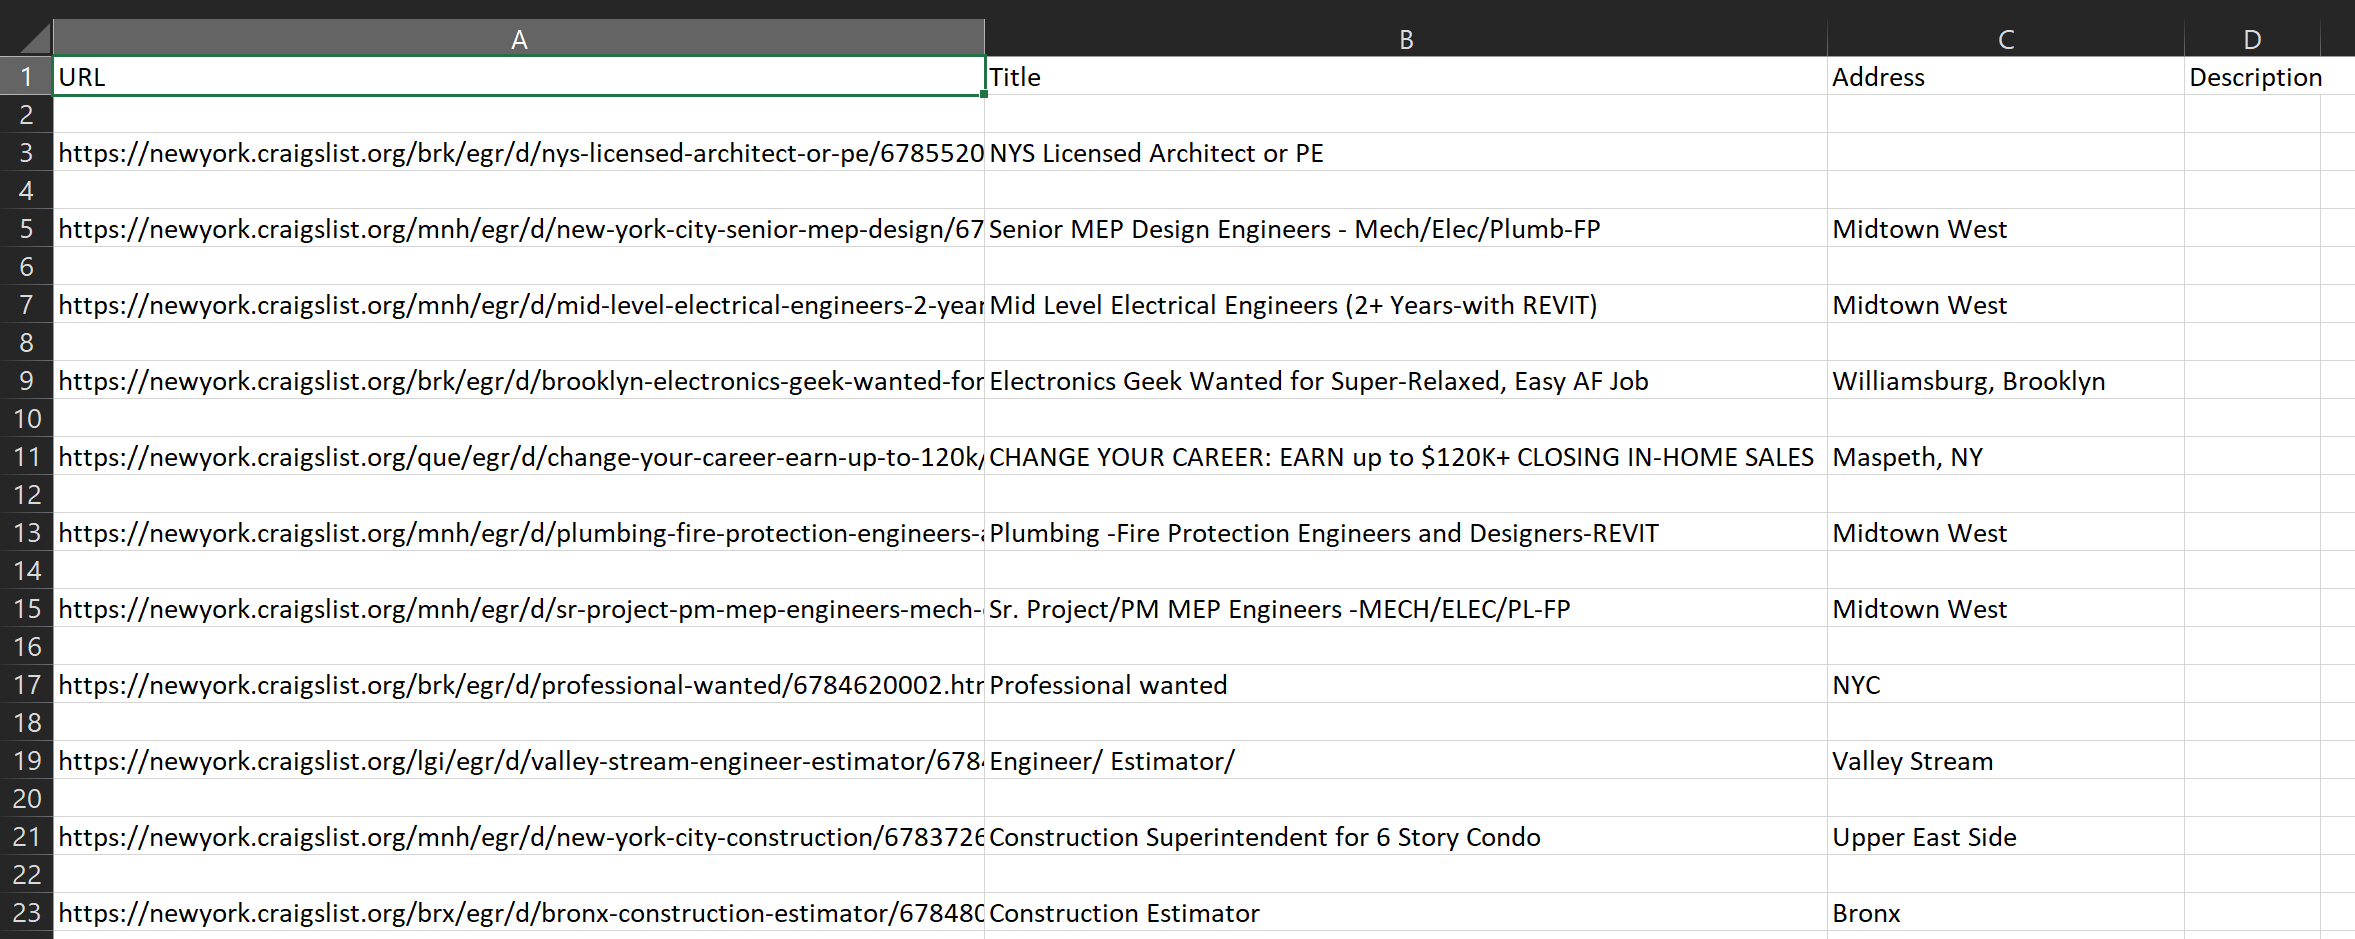 A B C D
1 URL Title Address Description
2
3 https://newyork.craigslist.org/brk/egr/d/nys-licensed-architect-or-pe/6785520 NYS Licensed Architect or PE
4
5 https://newyork.craigslist.org/mnh/egr/d/new-york-city-senior-mep-design/67 Senior MEP Design Engineers - Mech/Elec/Plumb-FP Midtown West
6
7 https://newyork.craigslist.org/mnh/egr/d/mid-level-electrical-engineers-2-year Mid Level Electrical Engineers (2+ Years-with REVIT) Midtown West
8
9 https://newyork.craigslist.org/brk/egr/d/brooklyn-electronics-geek-wanted-for Electronics Geek Wanted for Super-Relaxed, Easy AF Job Williamsburg, Brooklyn
10
11 https://newyork.craigslist.org/que/egr/d/change-your-career-earn-up-to-120k/ CHANGE YOUR CAREER: EARN up to $120K+ CLOSING IN-HOME SALES Maspeth, NY
12
13 https://newyork.craigslist.org/mnh/egr/d/plumbing-fire-protection-engineers- Plumbing -Fire Protection Engineers and Designers-REVIT Midtown West
14
15 https://newyork.craigslist.org/mnh/egr/d/sr-project-pm-mep-engineers-mech- Sr. Project/PM MEP Engineers -MECH/ELEC/PL-FP Midtown West
16
17 https://newyork.craigslist.org/brk/egr/d/professional-wanted/6784620002.htm Professional wanted NYC
18
19 https://newyork.craigslist.org/lgi/egr/d/valley-stream-engineer-estimator/678 Engineer/ Estimator/ Valley Stream
20
21 https://newyork.craigslist.org/mnh/egr/d/new-york-city-construction/678372 Construction Superintendent for 6 Story Condo Upper East Side
22
23 https://newyork.craigslist.org/brx/egr/d/bronx-construction-estimator/67848 Construction Estimator Bronx